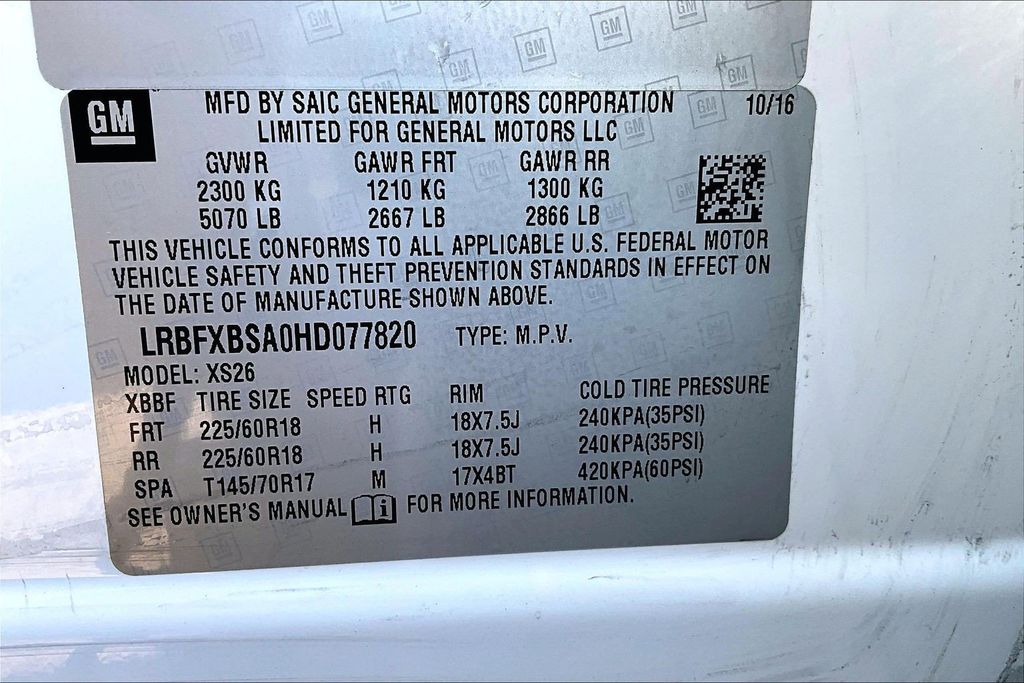 GM
MFD BY SAIC GENERAL MOTORS CORPORATION 10/16
LIMITED FOR GENERAL MOTORS LLC
GVWR GAWR FRT GAWR RR
2300 KG 1210 KG 1300 KG
5070 LB 2667 LB 2866 LB
THIS VEHICLE CONFORMS TO ALL APPLICABLE U.S. FEDERAL MOTOR
VEHICLE SAFETY AND THEFT PREVENTION STANDARDS IN EFFECT ON
THE DATE OF MANUFACTURE SHOWN ABOVE.
LRBFXBSA0HD077820 TYPE: M.P.V.
MODEL: XS26
XBBF TIRE SIZE SPEED RTG RIM COLD TIRE PRESSURE
FRT 225/60R18 H 18X7.5J 240KPA(35PSI)
RR 225/60R18 H 18X7.5J 240KPA(35PSI)
SPA T145/70R17 M 17X4BT 420KPA(60PSI)
SEE OWNER'S MANUAL i FOR MORE INFORMATION.